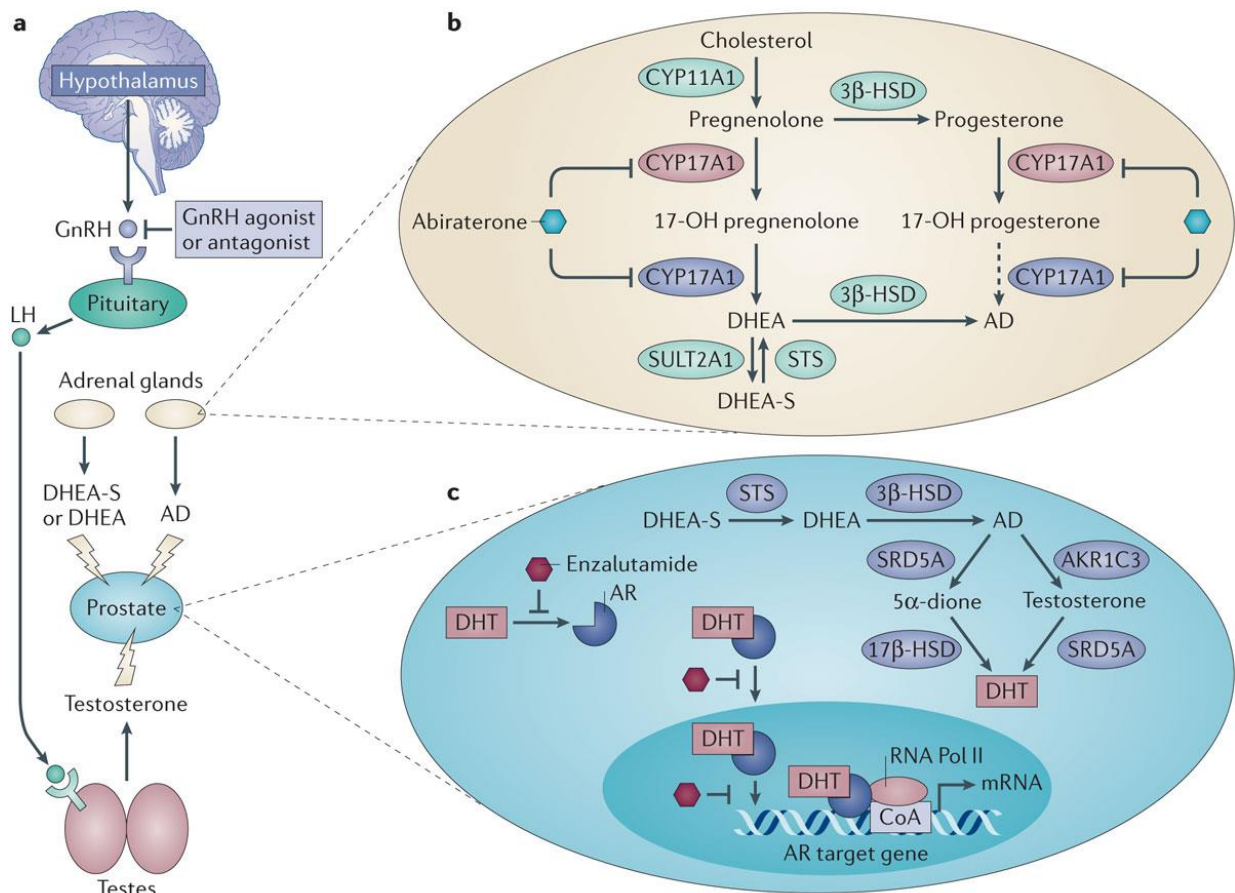 a
Hypothalamus
GnRH
GnRH agonist
or antagonist
Pituitary
LH
Adrenal glands
DHEA-S
or DHEA
AD
Prostate
Testosterone
Testes
b
Cholesterol
CYP11A1
3β-HSD
Pregnenolone
Progesterone
CYP17A1
CYP17A1
Abiraterone
17-OH pregnenolone
17-OH progesterone
CYP17A1
CYP17A1
3β-HSD
DHEA
AD
SULT2A1
STS
DHEA-S
c
STS
3β-HSD
DHEA-S
DHEA
AD
Enzalutamide
AR
DHT
SRD5A
AKR1C3
5α-dione
Testosterone
17β-HSD
SRD5A
DHT
DHT
DHT
DHT
RNA Pol II
mRNA
CoA
AR target gene